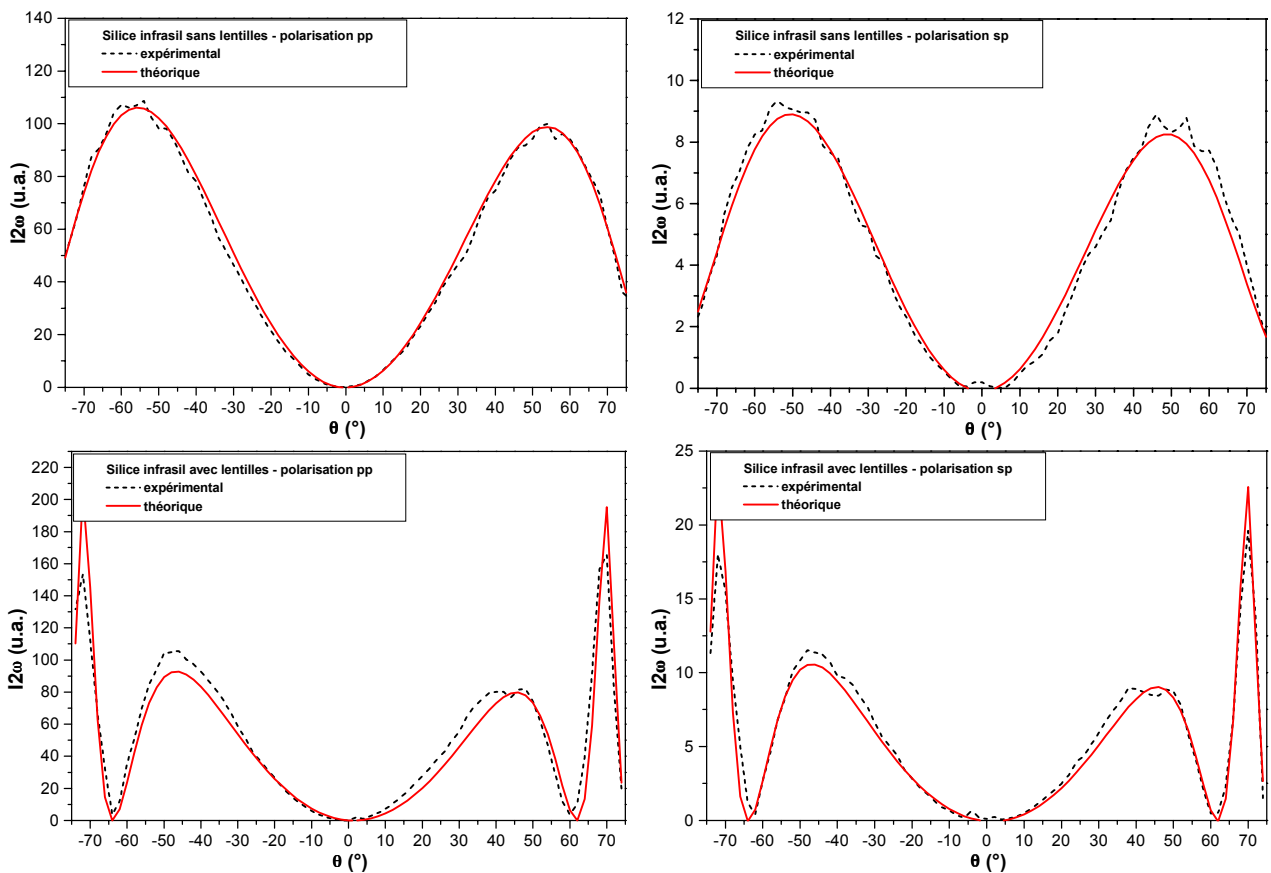 Silice infrasil sans lentilles - polarisation pp
expérimental
théorique
I2ω (u.a.)
140
120
100
80
60
40
20
0
-70 -60 -50 -40 -30 -20 -10 0 10 20 30 40 50 60 70
θ (°)
Silice infrasil sans lentilles - polarisation sp
expérimental
théorique
I2ω (u.a.)
12
10
8
6
4
2
0
-70 -60 -50 -40 -30 -20 -10 0 10 20 30 40 50 60 70
θ (°)
Silice infrasil avec lentilles - polarisation pp
expérimental
théorique
I2ω (u.a.)
220
200
180
160
140
120
100
80
60
40
20
0
-70 -60 -50 -40 -30 -20 -10 0 10 20 30 40 50 60 70
θ (°)
Silice infrasil avec lentilles - polarisation sp
expérimental
théorique
I2ω (u.a.)
25
20
15
10
5
0
-70 -60 -50 -40 -30 -20 -10 0 10 20 30 40 50 60 70
θ (°)